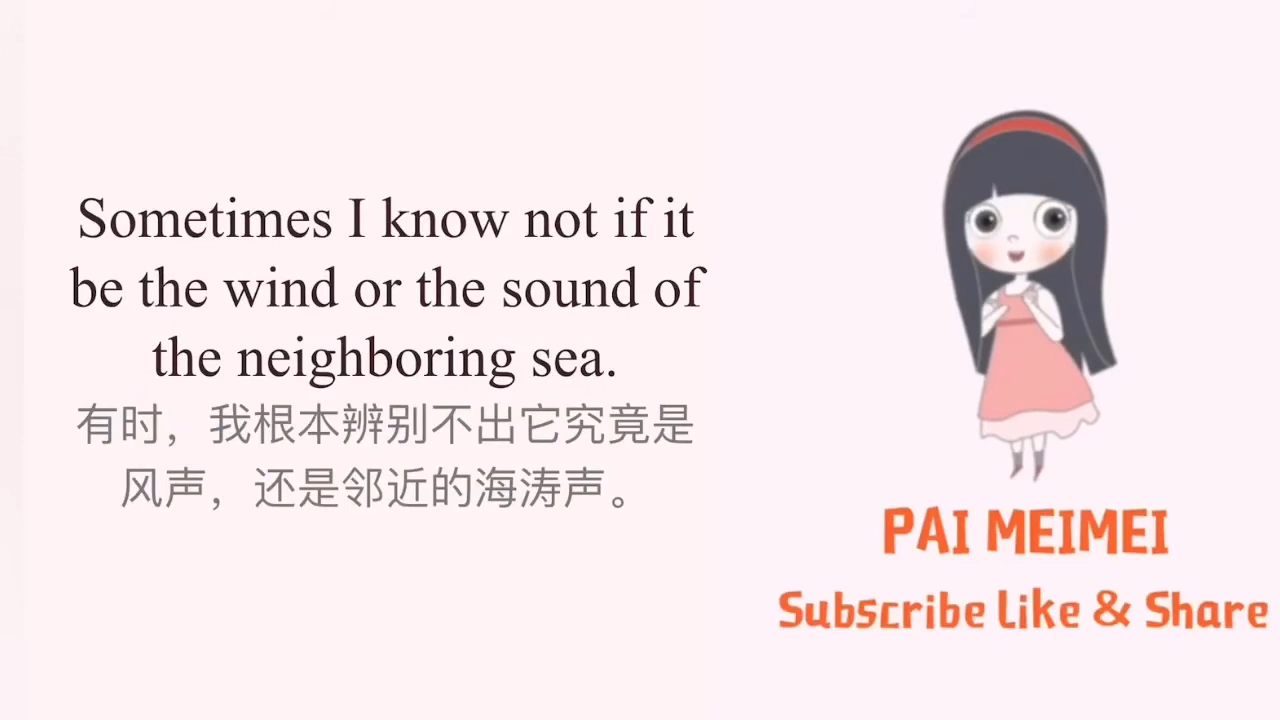 Sometimes I know not if it
be the wind or the sound of
the neighboring sea.
有时，我根本辨别不出它究竟是
风声，还是邻近的海涛声。
PAI MEIMEI
Subscribe Like & Share